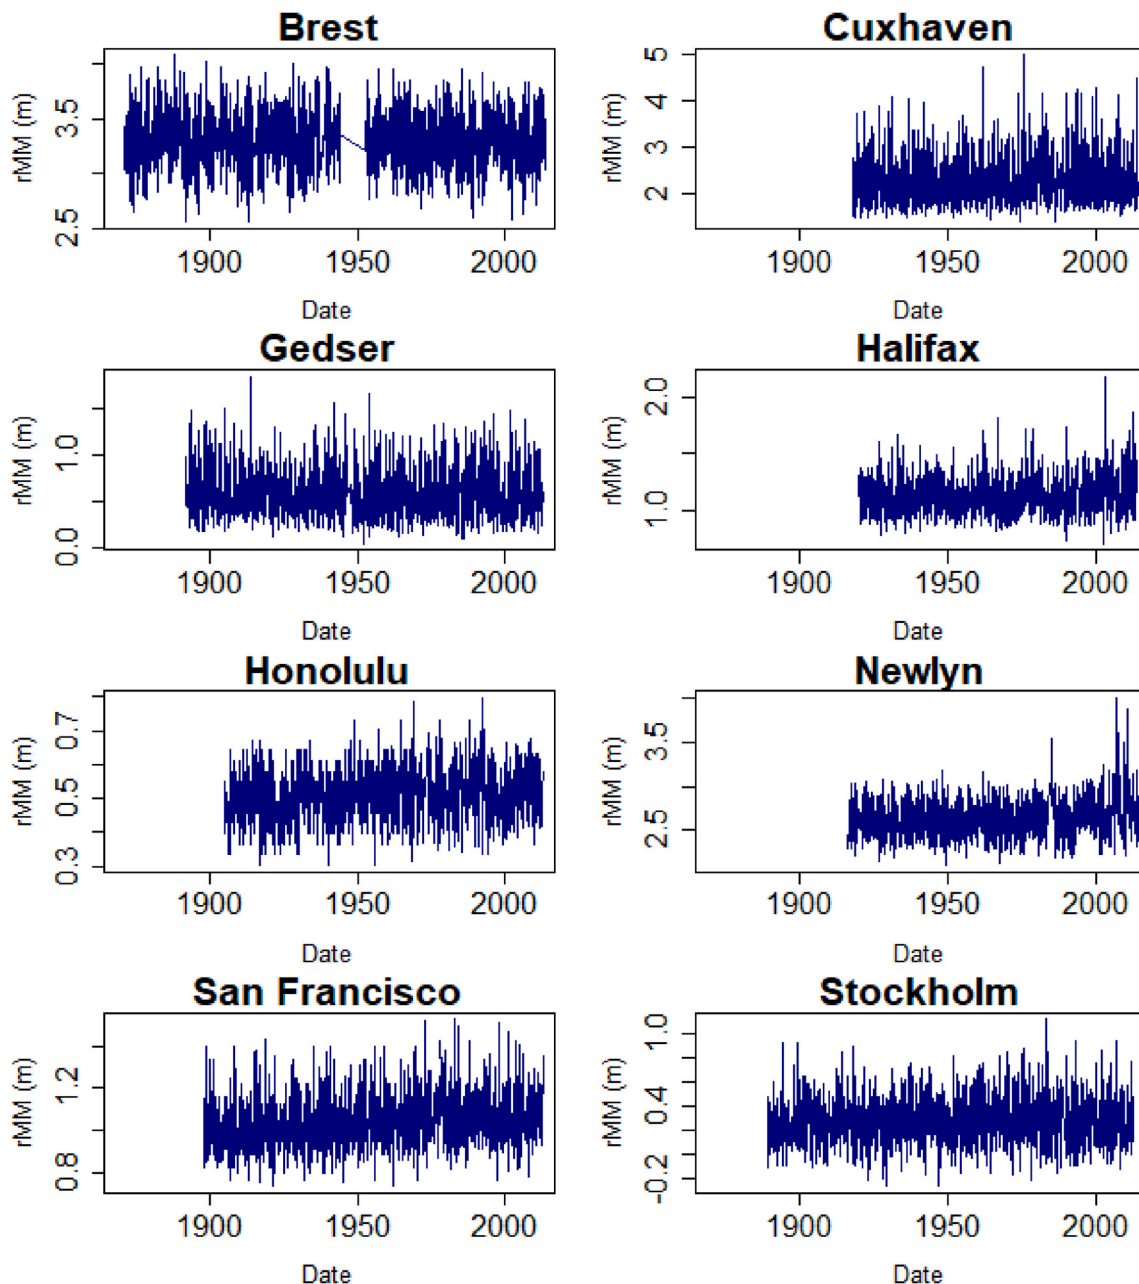 Brest
rMM (m)
3.5
2.5
1900 1950 2000
Date
Cuxhaven
rMM (m)
5
4
3
2
1900 1950 2000
Date
Gedser
rMM (m)
1.0
0.0
1900 1950 2000
Date
Halifax
rMM (m)
2.0
1.0
1900 1950 2000
Date
Honolulu
rMM (m)
0.7
0.5
0.3
1900 1950 2000
Date
Newlyn
rMM (m)
3.5
2.5
1900 1950 2000
Date
San Francisco
rMM (m)
1.2
0.8
1900 1950 2000
Date
Stockholm
rMM (m)
1.0
0.4
-0.2
1900 1950 2000
Date